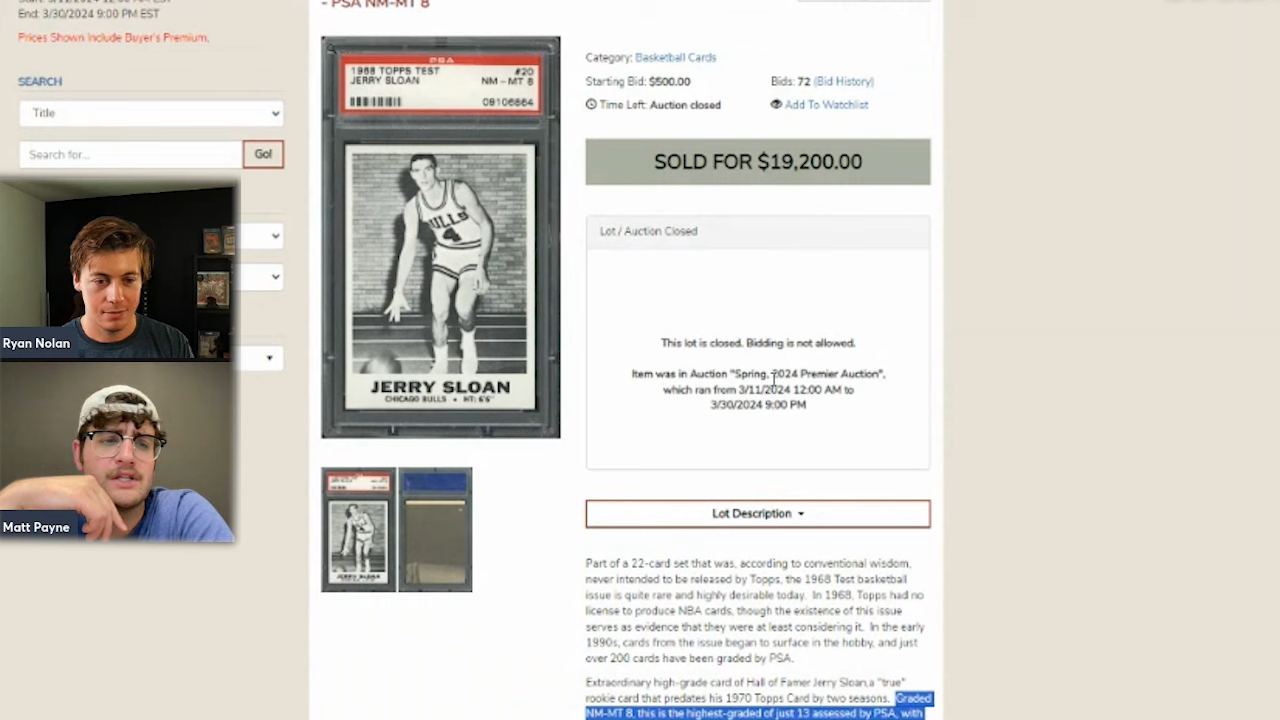 End: 3/30/2024 9:00 PM EST
Prices Shown Include Buyer's Premium.
SEARCH
Title
Search for...
Go!
Ryan Nolan
Matt Payne
- PSA NM-MT 8
PSA
1968 TOPPS TEST #20
JERRY SLOAN NM - MT 8
09106864
BULLS
4
JERRY SLOAN
CHICAGO BULLS • HT: 6'6"
Category: Basketball Cards
Starting Bid: $500.00 Bids: 72 (Bid History)
Time Left: Auction closed Add To Watchlist
SOLD FOR $19,200.00
Lot / Auction Closed
This lot is closed. Bidding is not allowed.
Item was in Auction "Spring, 2024 Premier Auction",
which ran from 3/11/2024 12:00 AM to
3/30/2024 9:00 PM
Lot Description
Part of a 22-card set that was, according to conventional wisdom,
never intended to be released by Topps, the 1968 Test basketball
issue is quite rare and highly desirable today. In 1968, Topps had no
license to produce NBA cards, though the existence of this issue
serves as evidence that they were at least considering it. In the early
1990s, cards from the issue began to surface in the hobby, and just
over 200 cards have been graded by PSA.
Extraordinary high-grade card of Hall of Famer Jerry Sloan,a "true"
rookie card that predates his 1970 Topps Card by two seasons. Graded
NM-MT 8, this is the highest-graded of just 13 assessed by PSA, with